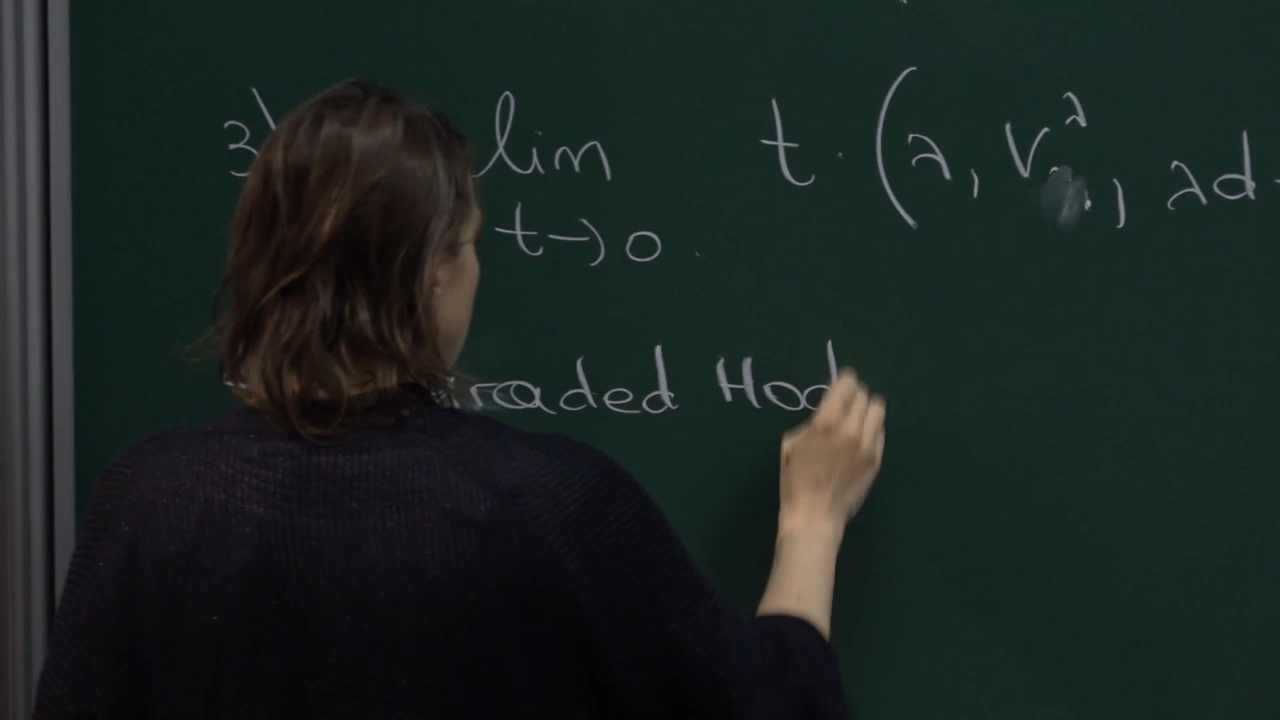 3) lim t. (λ, V^λ, λd
t→0.
raded Hod